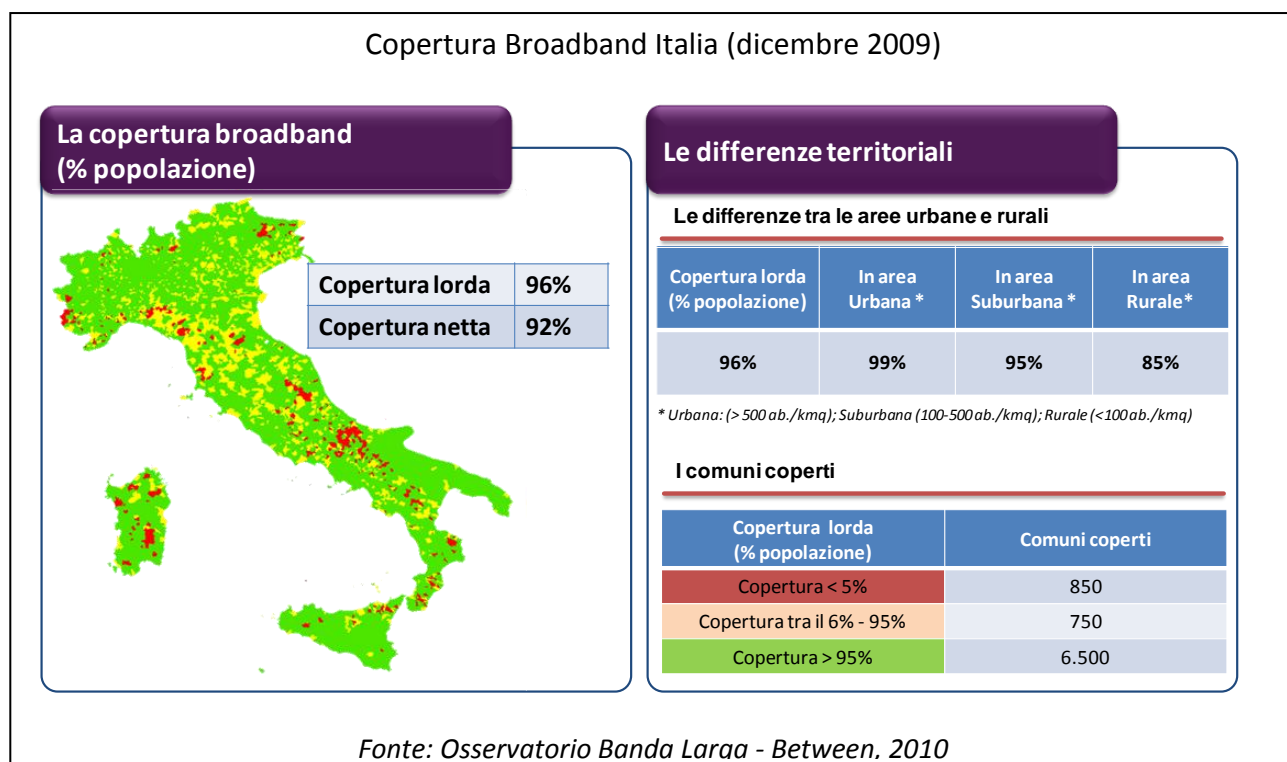 Copertura Broadband Italia (dicembre 2009)
La copertura broadband
(% popolazione)
Copertura lorda 96%
Copertura netta 92%
Le differenze territoriali
Le differenze tra le aree urbane e rurali
Copertura lorda (% popolazione) In area Urbana * In area Suburbana * In area Rurale*
96% 99% 95% 85%
* Urbana: (> 500 ab./kmq); Suburbana (100-500 ab./kmq); Rurale (<100 ab./kmq)
I comuni coperti
Copertura lorda (% popolazione) Comuni coperti
Copertura < 5% 850
Copertura tra il 6% - 95% 750
Copertura > 95% 6.500
Fonte: Osservatorio Banda Larga - Between, 2010